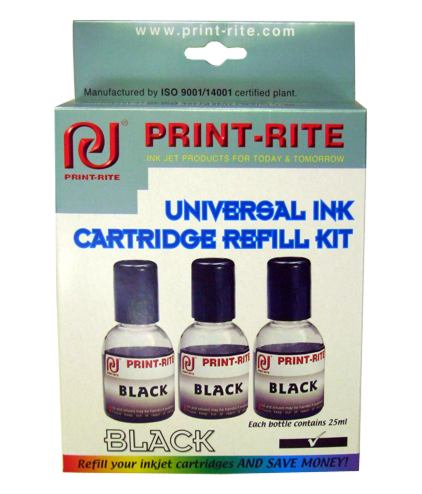 www.print-rite.com
Manufactured by ISO 9001/14001 certified plant.
PRINT-RITE
INK JET PRODUCTS FOR TODAY & TOMORROW
PRINT-RITE
UNIVERSAL INK
CARTRIDGE REFILL KIT
PRINT-RITE PRINT-RITE PRINT-RITE
BLACK BLACK BLACK
Each bottle contains 25ml
BLACK
Refill your inkjet cartridges AND SAVE MONEY!